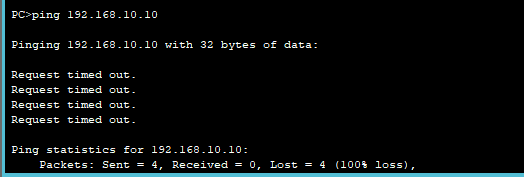 PC>ping 192.168.10.10
Pinging 192.168.10.10 with 32 bytes of data:
Request timed out.
Request timed out.
Request timed out.
Request timed out.
Ping statistics for 192.168.10.10:
Packets: Sent = 4, Received = 0, Lost = 4 (100% loss),